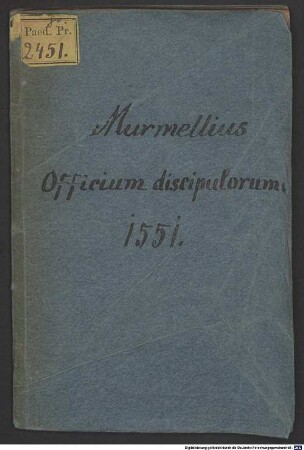 Paed. Pr.
2451.
Murmellius
Officium discipulorum.
1551.